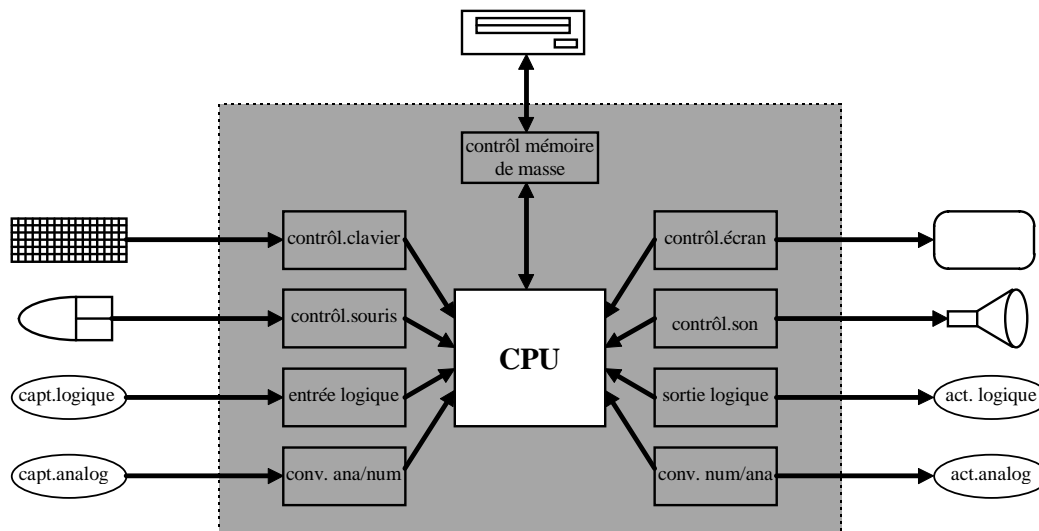 contrôl mémoire
de masse
contrôl.clavier
contrôl.écran
contrôl.souris
contrôl.son
CPU
capt.logique
entrée logique
sortie logique
act. logique
capt.analog
conv. ana/num
conv. num/ana
act.analog